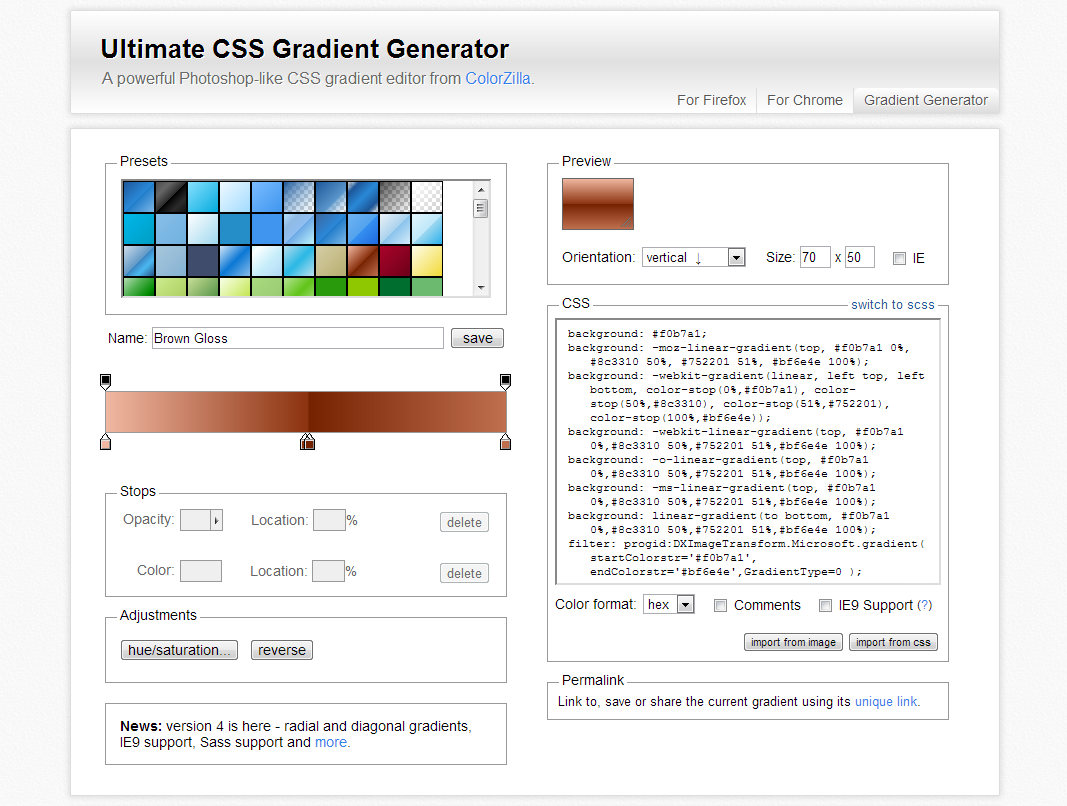 Ultimate CSS Gradient Generator
A powerful Photoshop-like CSS gradient editor from ColorZilla.
For Firefox
For Chrome
Gradient Generator
Presets
Name: Brown Gloss save
Stops
Opacity: Location: % delete
Color: Location: % delete
Adjustments
hue/saturation... reverse
News: version 4 is here - radial and diagonal gradients,
IE9 support, Sass support and more.
Preview
Orientation: vertical ↓ Size: 70 x 50 IE
CSS switch to scss
background: #f0b7a1;
background: -moz-linear-gradient(top, #f0b7a1 0%,
#8c3310 50%, #752201 51%, #bf6e4e 100%);
background: -webkit-gradient(linear, left top, left
bottom, color-stop(0%,#f0b7a1), color-
stop(50%,#8c3310), color-stop(51%,#752201),
color-stop(100%,#bf6e4e));
background: -webkit-linear-gradient(top, #f0b7a1
0%,#8c3310 50%,#752201 51%,#bf6e4e 100%);
background: -o-linear-gradient(top, #f0b7a1
0%,#8c3310 50%,#752201 51%,#bf6e4e 100%);
background: -ms-linear-gradient(top, #f0b7a1
0%,#8c3310 50%,#752201 51%,#bf6e4e 100%);
background: linear-gradient(to bottom, #f0b7a1
0%,#8c3310 50%,#752201 51%,#bf6e4e 100%);
filter: progid:DXImageTransform.Microsoft.gradient(
startColorstr='#f0b7a1',
endColorstr='#bf6e4e',GradientType=0 );
Color format: hex Comments IE9 Support (?)
import from image import from css
Permalink
Link to, save or share the current gradient using its unique link.